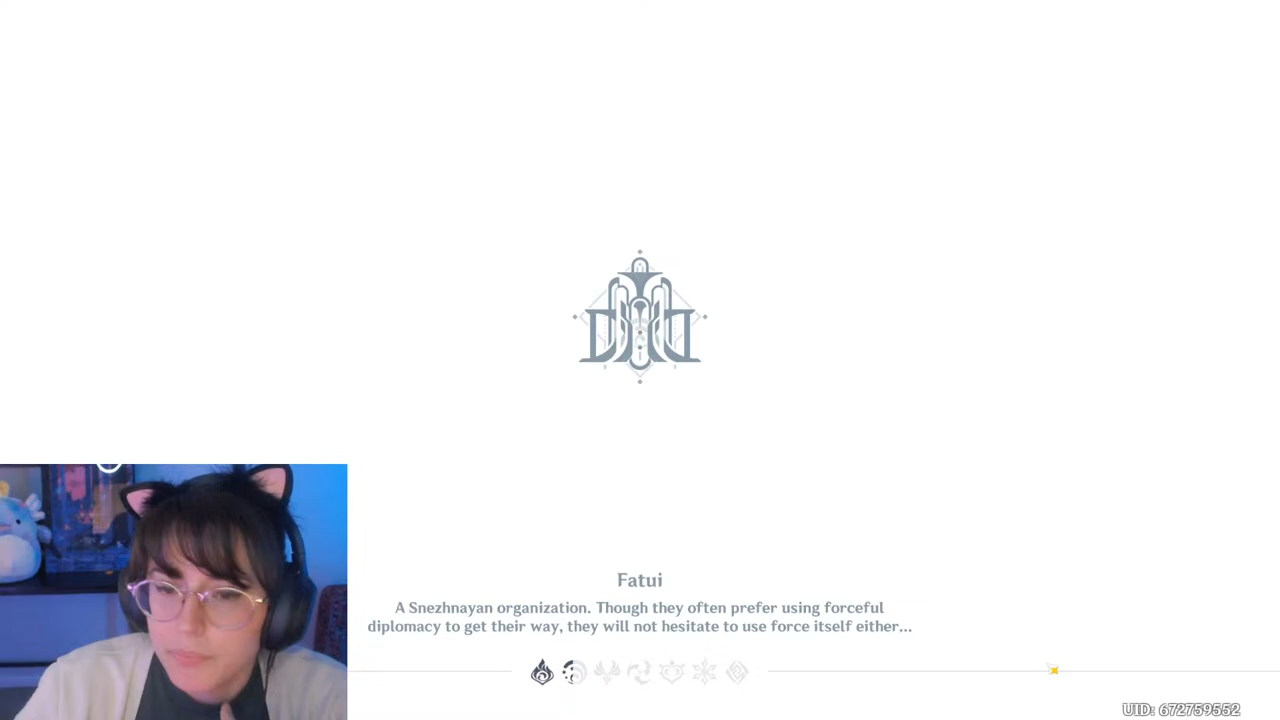 Fatui
A Snezhnayan organization. Though they often prefer using forceful
diplomacy to get their way, they will not hesitate to use force itself either...
UID: 672759552